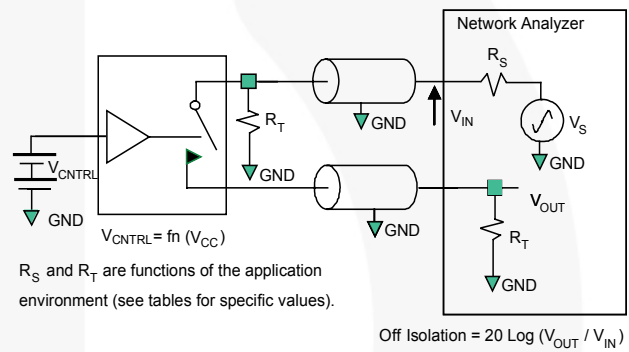 Network Analyzer
R_S
R_T
GND
V_IN
V_S
GND
V_CNTRL
GND
GND
V_OUT
GND
GND
R_T
V_CNTRL = fn (V_CC)
GND
R_S and R_T are functions of the application
environment (see tables for specific values).
Off Isolation = 20 Log (V_OUT / V_IN)